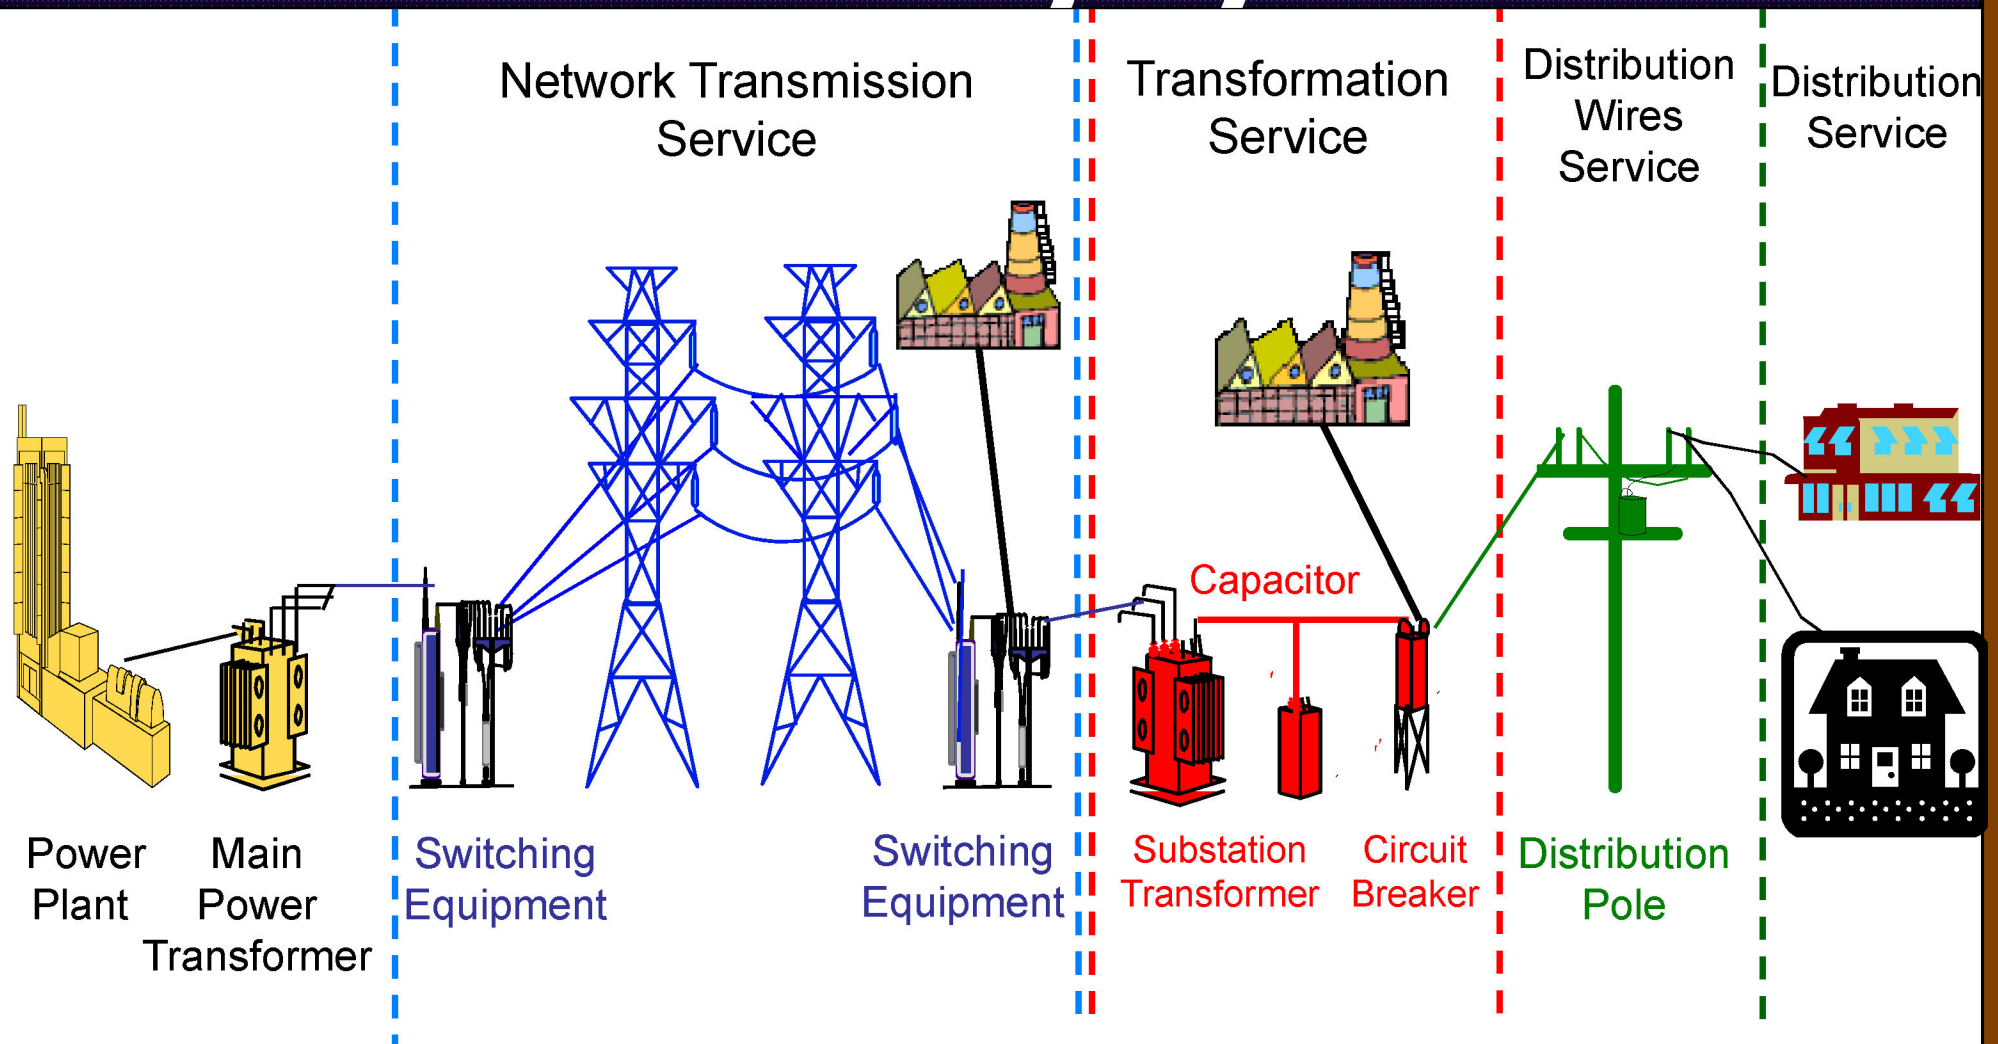 Network Transmission
Service
Transformation
Service
Distribution
Wires
Service
Distribution
Service
Capacitor
Power
Plant
Main
Power
Transformer
Switching
Equipment
Switching
Equipment
Substation
Transformer
Circuit
Breaker
Distribution
Pole